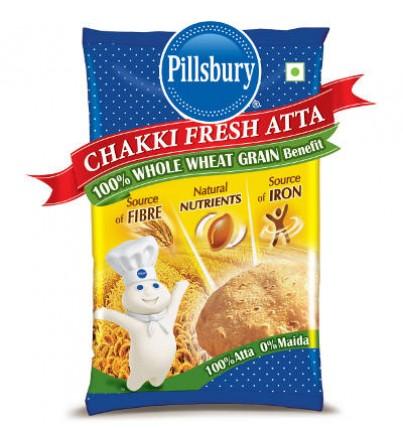 Pillsbury
®
CHAKKI FRESH ATTA
100% WHOLE WHEAT GRAIN Benefit
Source
of FIBRE
Natural
NUTRIENTS
Source
of IRON
100%Atta 0%Maida